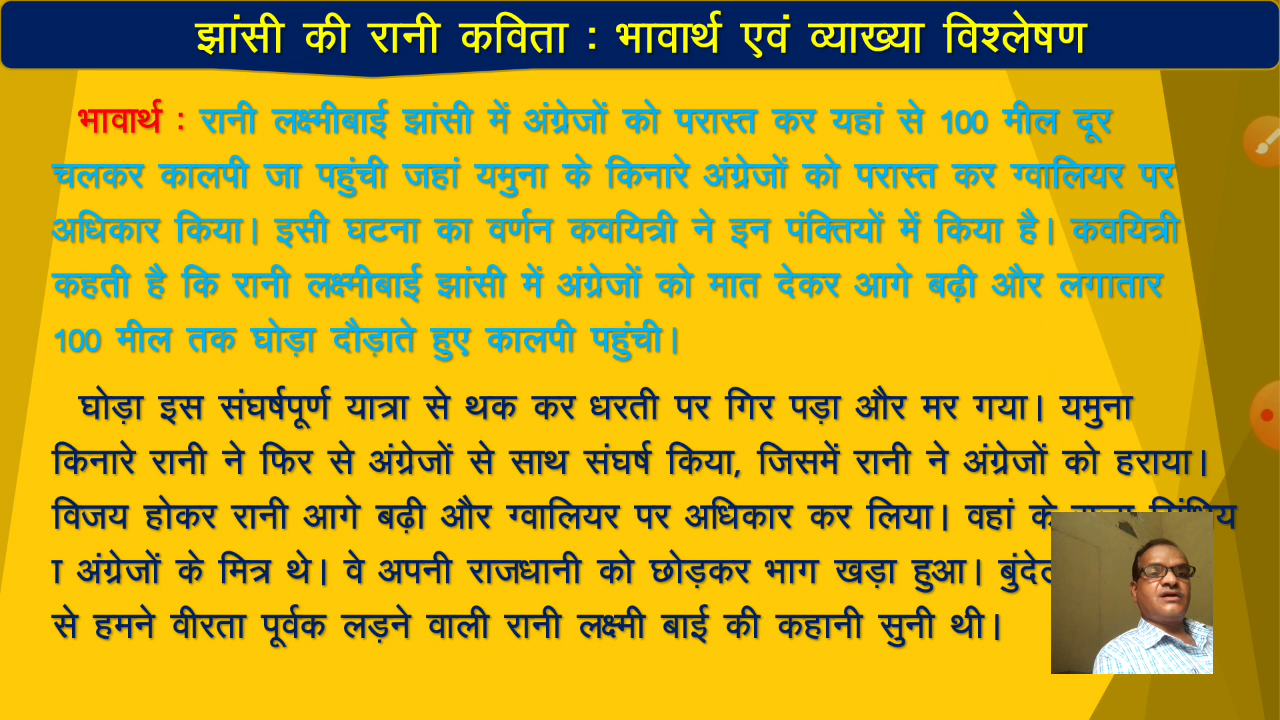 झांसी की रानी कविता : भावार्थ एवं व्याख्या विश्लेषण
भावार्थ : रानी लक्ष्मीबाई झांसी में अंग्रेजों को परास्त कर यहां से 100 मील दूर
चलकर कालपी जा पहुंची जहां यमुना के किनारे अंग्रेजों को परास्त कर ग्वालियर पर
अधिकार किया। इसी घटना का वर्णन कवयित्री ने इन पंक्तियों में किया है। कवयित्री
कहती है कि रानी लक्ष्मीबाई झांसी में अंग्रेजों को मात देकर आगे बढ़ी और लगातार
100 मील तक घोड़ा दौड़ाते हुए कालपी पहुंची।
घोड़ा इस संघर्षपूर्ण यात्रा से थक कर धरती पर गिर पड़ा और मर गया। यमुना
किनारे रानी ने फिर से अंग्रेजों से साथ संघर्ष किया, जिसमें रानी ने अंग्रेजों को हराया।
विजय होकर रानी आगे बढ़ी और ग्वालियर पर अधिकार कर लिया। वहां के
ा अंग्रेजों के मित्र थे। वे अपनी राजधानी को छोड़कर भाग खड़ा हुआ।
से हमने वीरता पूर्वक लड़ने वाली रानी लक्ष्मी बाई की कहानी सुनी थी।